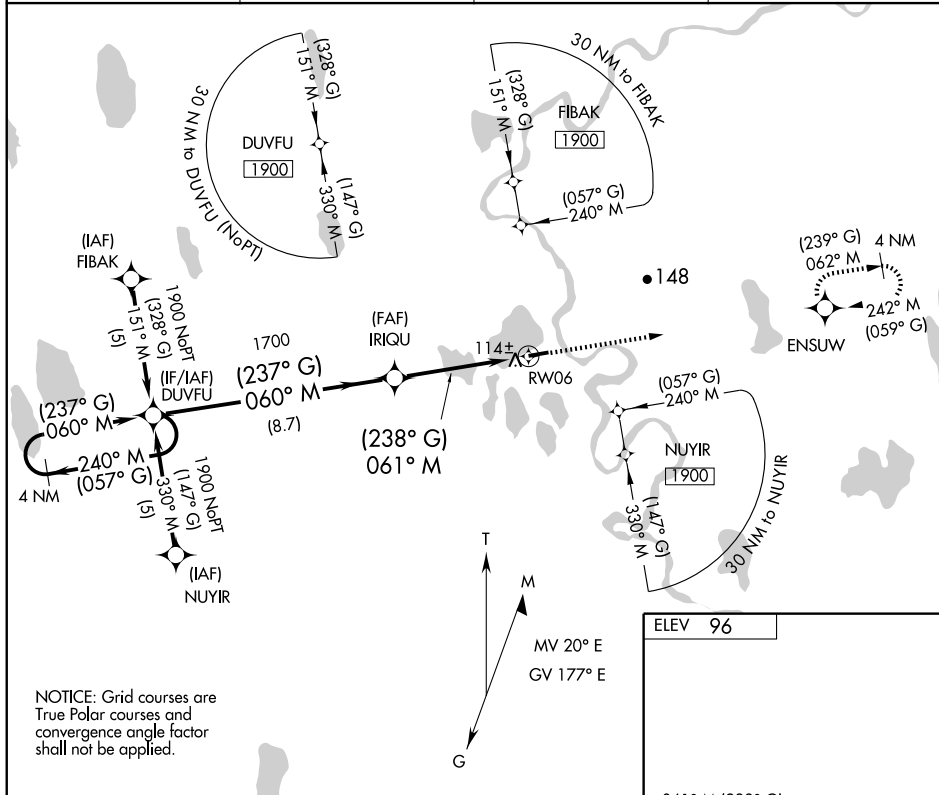 (328° G)
151° M
30 NM to DUVFU (NoPT)
DUVFU
1900
(147° G)
330° M
30 NM to FIBAK
(328° G)
151° M
FIBAK
1900
(057° G)
240° M
(239° G)
062° M
4 NM
242° M
(059° G)
ENSUW
148
(IAF)
FIBAK
1900 NoPT
(328° G)
151° M
(5)
(IF/IAF)
DUVFU
1700
(237° G)
060° M
(8.7)
(FAF)
IRIQU
114±
RW06
(238° G)
061° M
(237° G)
060° M
240° M
(057° G)
4 NM
1900 NoPT
(147° G)
330° M
(5)
(IAF)
NUYIR
(057° G)
240° M
NUYIR
1900
(147° G)
330° M
30 NM to NUYIR
T
M
MV 20° E
GV 177° E
G
NOTICE: Grid courses are
True Polar courses and
convergence angle factor
shall not be applied.
ELEV 96